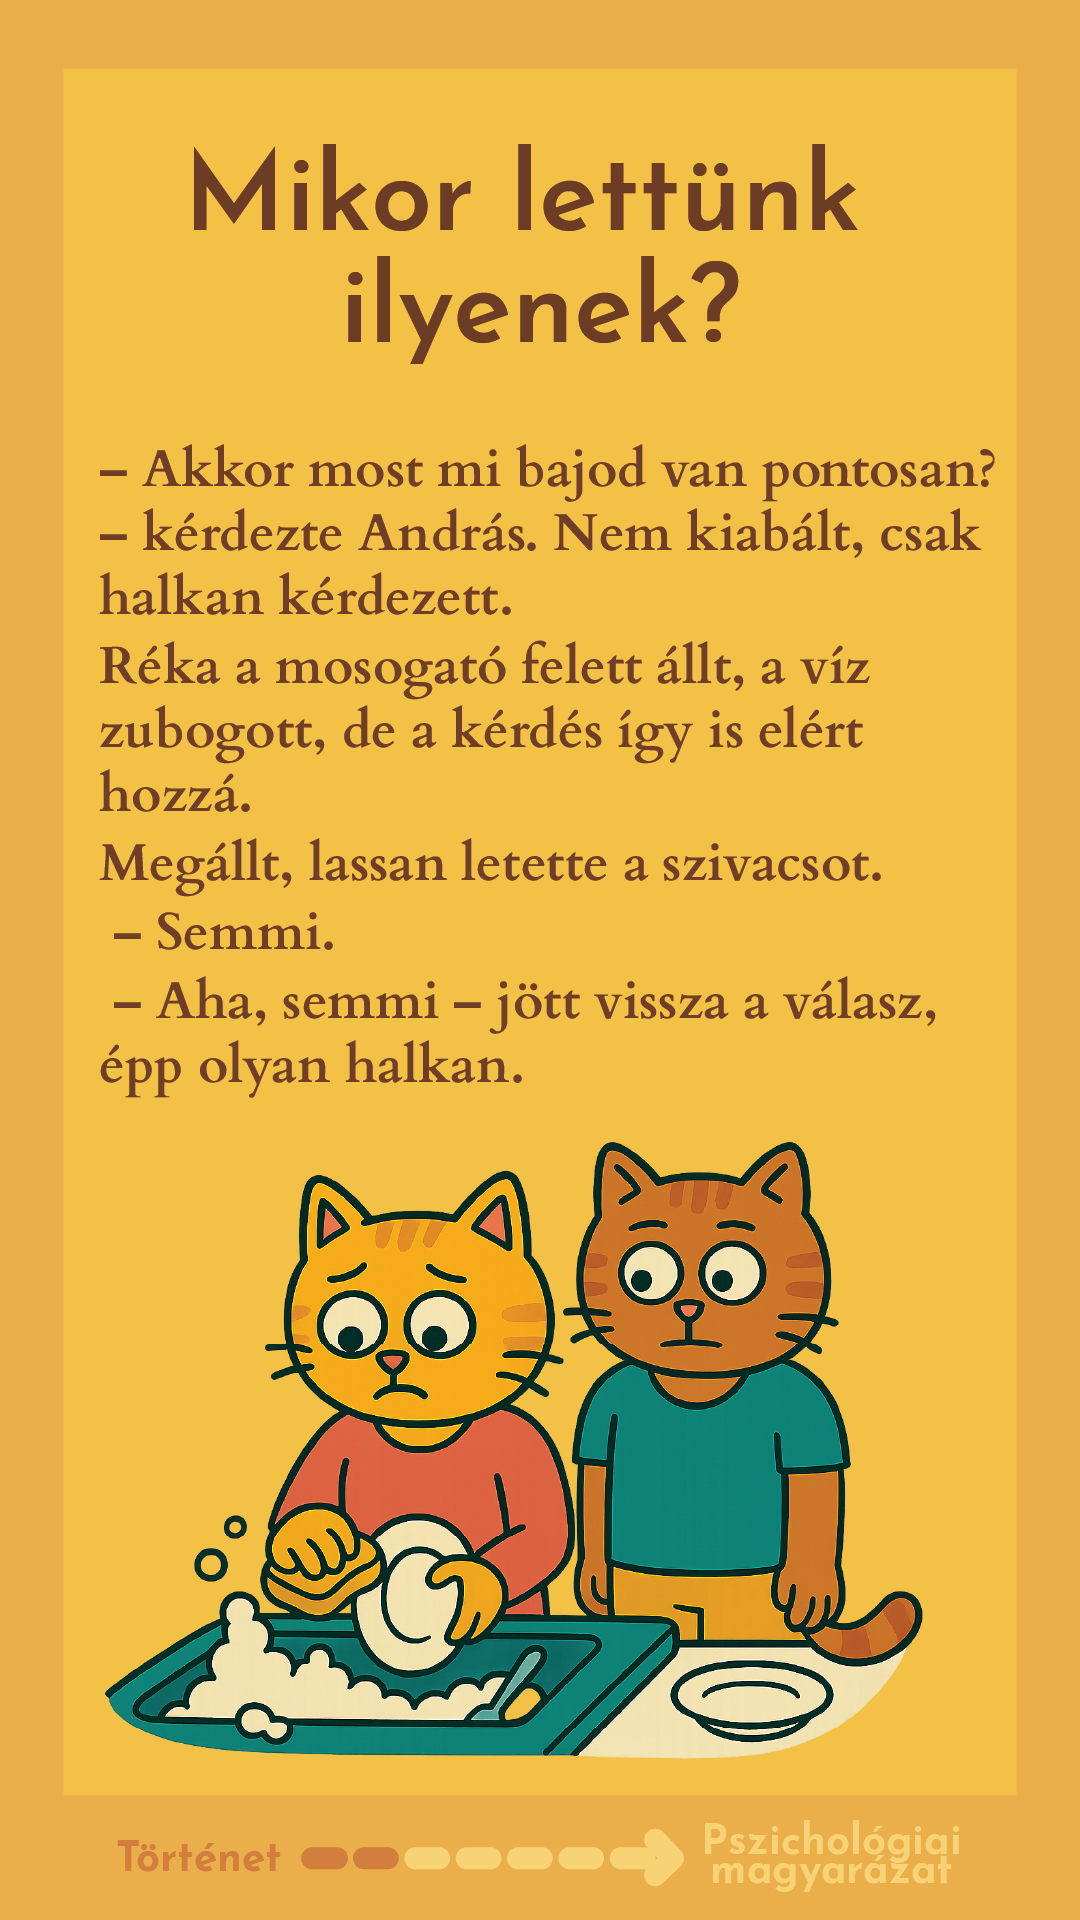 Mikor lettünk
ilyenek?
– Akkor most mi bajod van pontosan?
– kérdezte András. Nem kiabált, csak
halkan kérdezett.
Réka a mosogató felett állt, a víz
zubogott, de a kérdés így is elért
hozzá.
Megállt, lassan letette a szivacsot.
– Semmi.
– Aha, semmi – jött vissza a válasz,
épp olyan halkan.
Történet
Pszichológiai
magyarázat